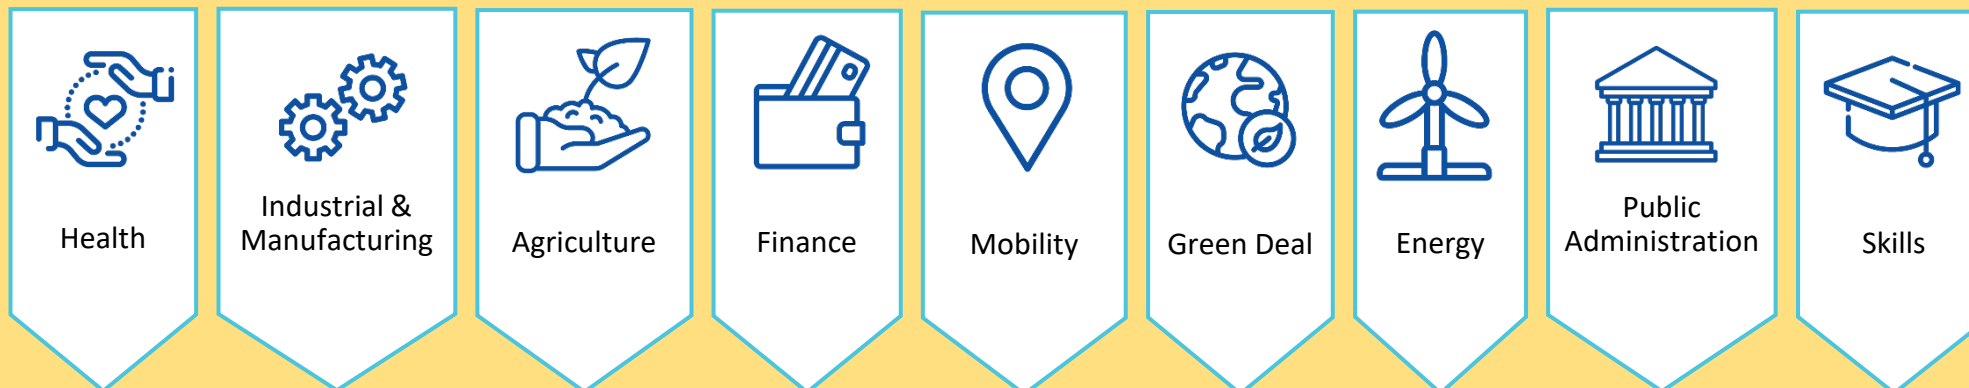 Health
Industrial &
Manufacturing
Agriculture
Finance
Mobility
Green Deal
Energy
Public
Administration
Skills